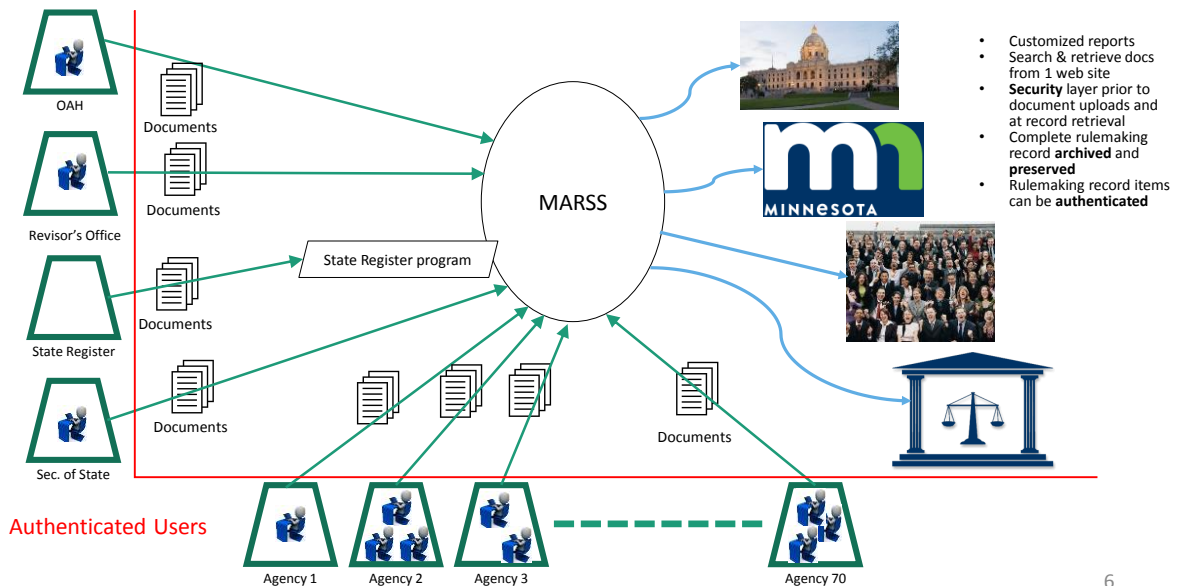 OAH
Documents
Revisor's Office
Documents
State Register
Documents
Sec. of State
Documents
State Register program
MARSS
Documents
mn
MINNESOTA
• Customized reports
• Search & retrieve docs
from 1 web site
• Security layer prior to
document uploads and
at record retrieval
• Complete rulemaking
record archived and
preserved
• Rulemaking record items
can be authenticated
Authenticated Users
Agency 1
Agency 2
Agency 3
Agency 70
6